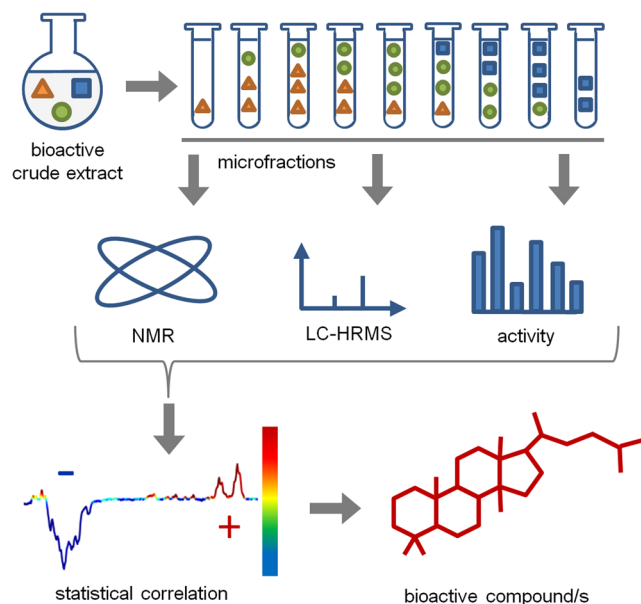 bioactive
crude extract
microfractions
NMR
LC-HRMS
activity
−
+
statistical correlation
bioactive compound/s